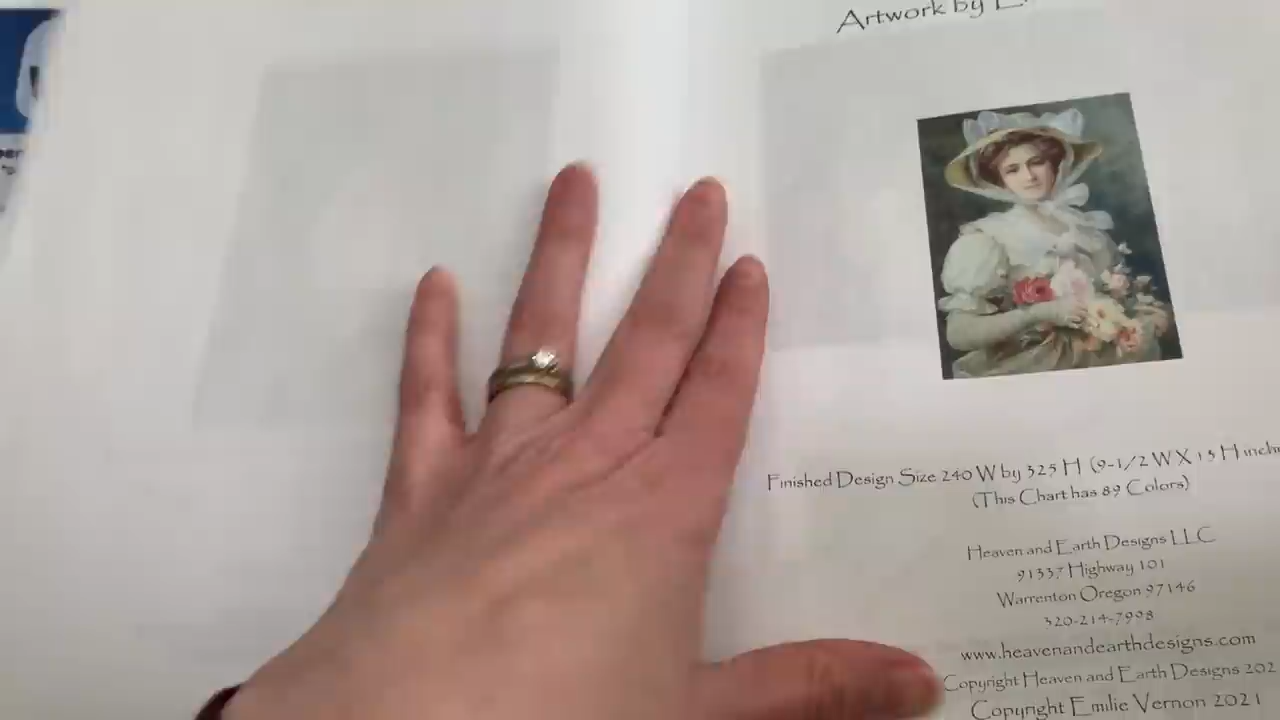 Artwork by E
Finished Design Size 240 W by 325 H (9-1/2 W X 13 H inch
(This Chart has 89 Colors)
Heaven and Earth Designs LLC
91337 Highway 101
Warrenton Oregon 97146
320-214-7998
www.heavenandearthdesigns.com
Copyright Heaven and Earth Designs 202
Copyright Emilie Vernon 2021